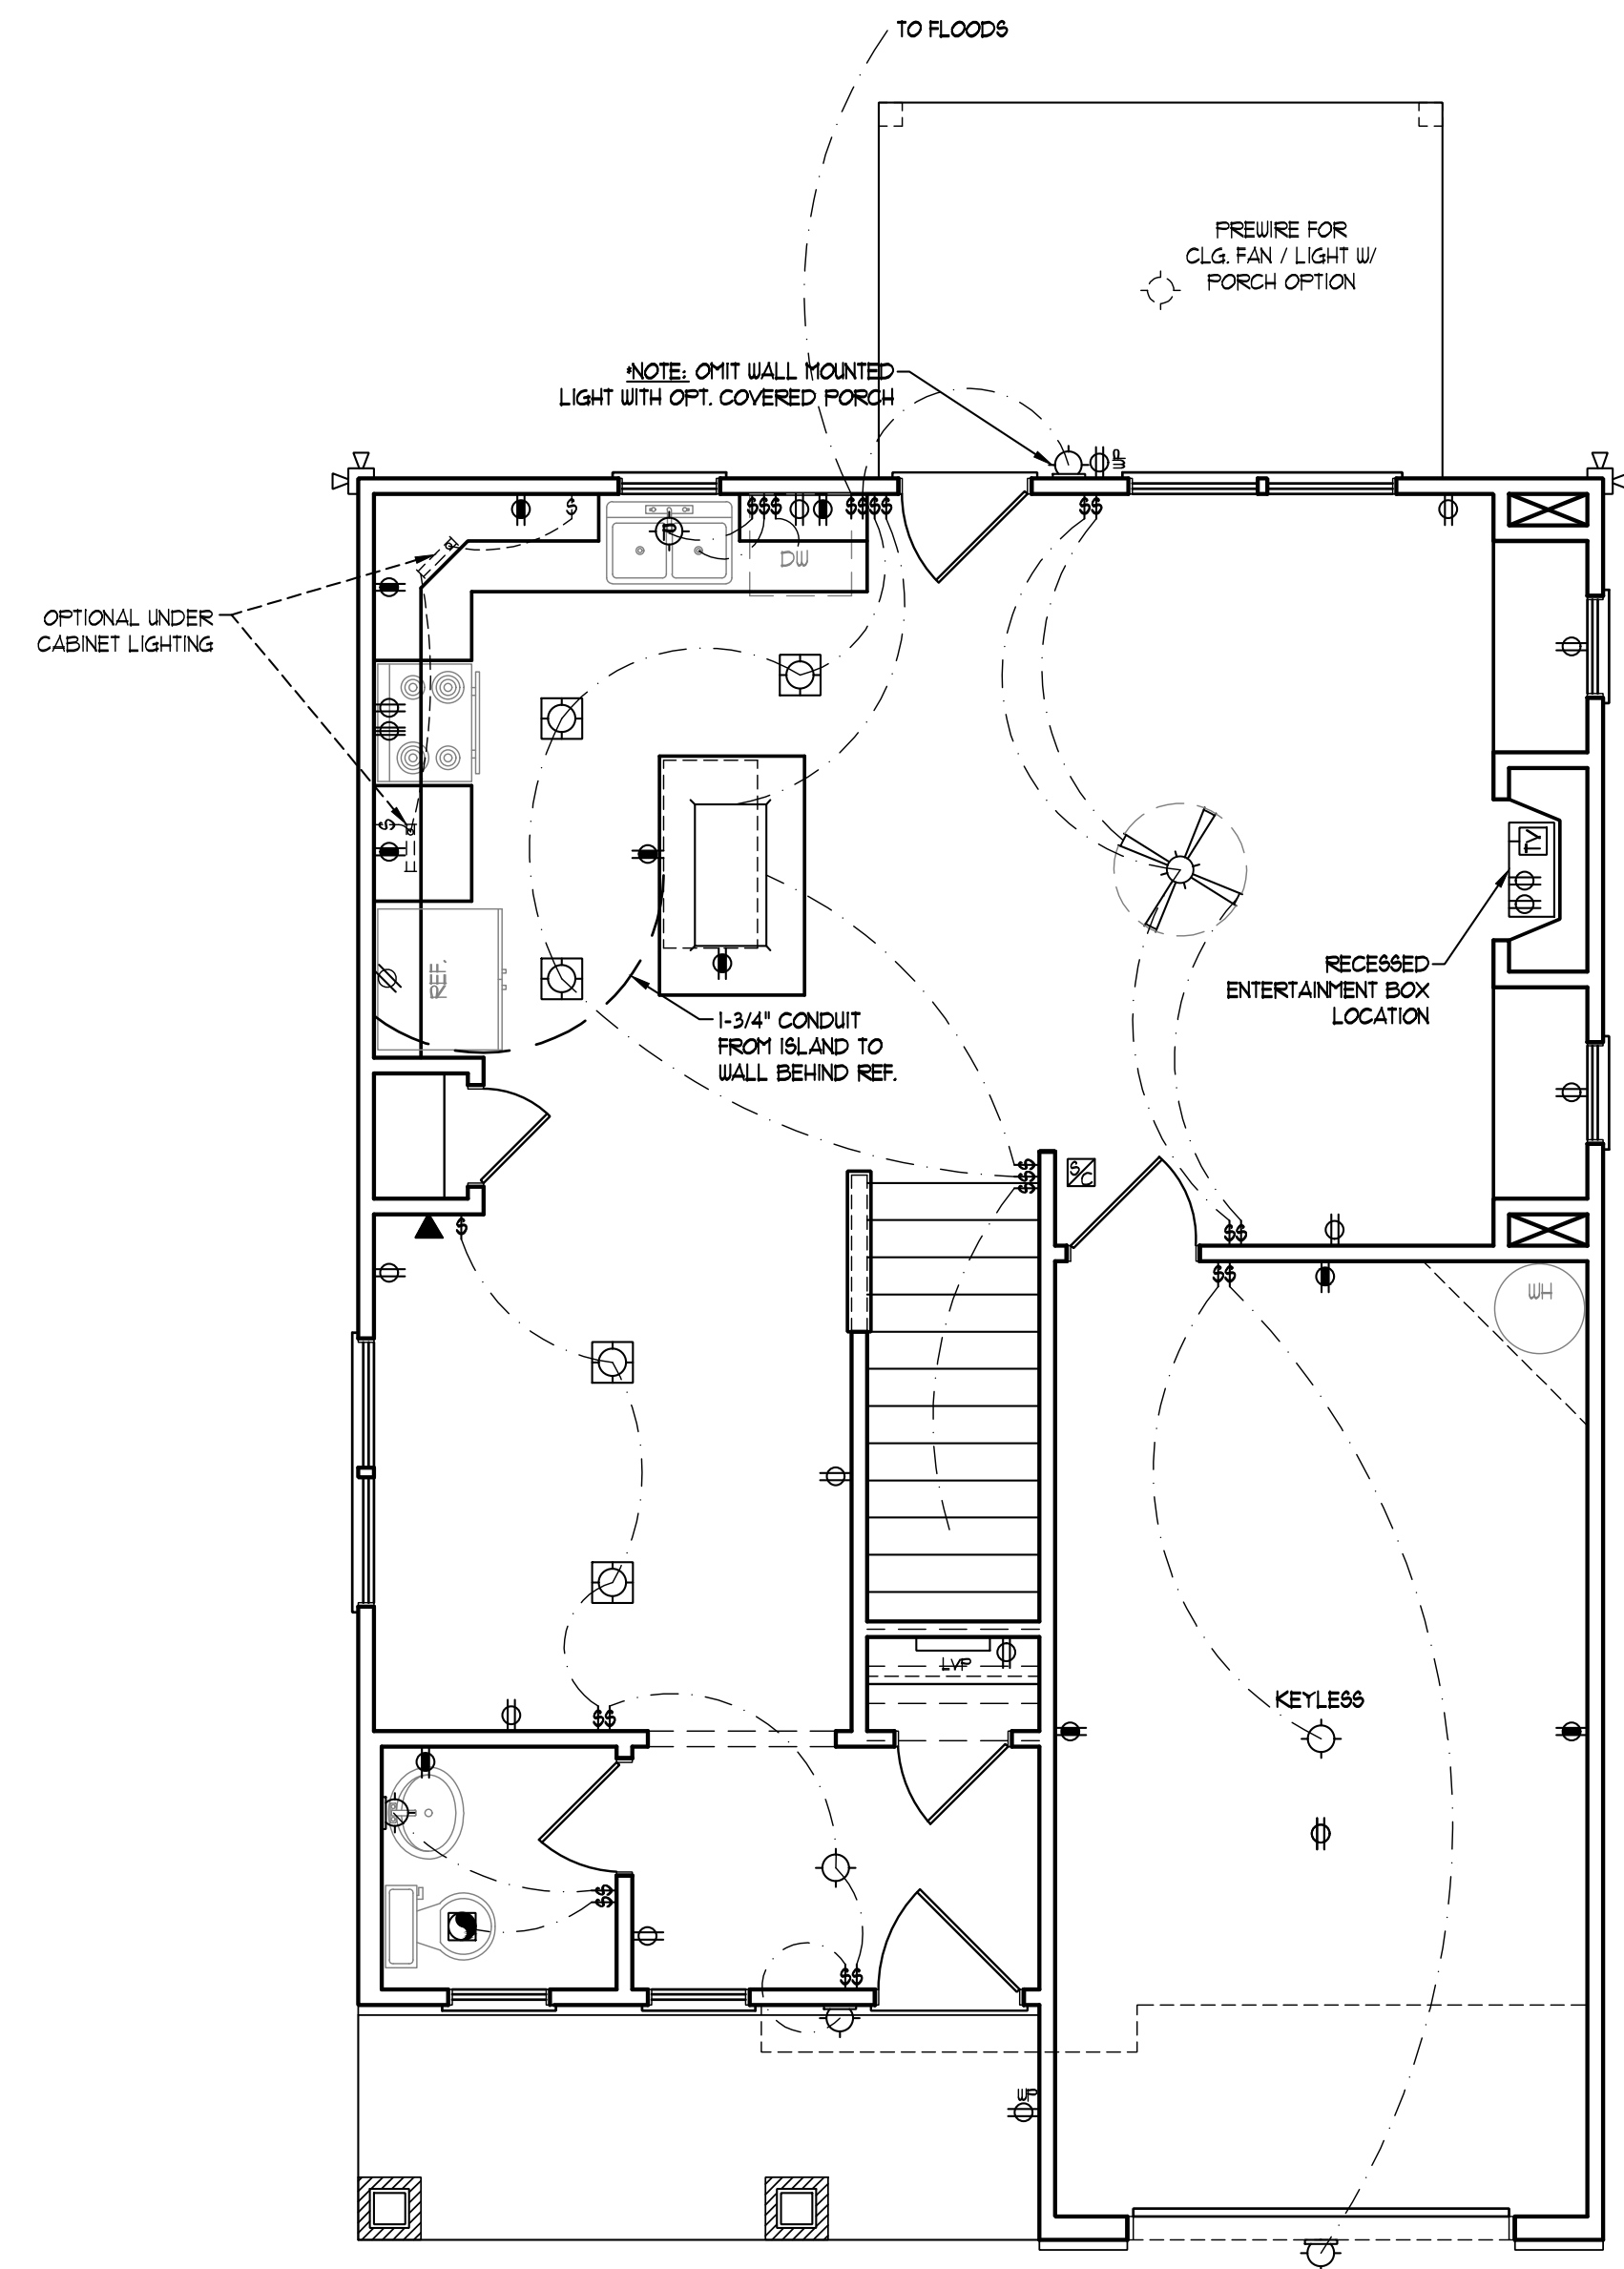 TO FLOODS
PREWIRE FOR
CLG. FAN / LIGHT W/
PORCH OPTION
*NOTE: OMIT WALL MOUNTED
LIGHT WITH OPT. COVERED PORCH
WP
$
$$$
$$$$
$$
D
DW
OPTIONAL UNDER
CABINET LIGHTING
$
TV
REF.
RECESSED
ENTERTAINMENT BOX
LOCATION
1-3/4" CONDUIT
FROM ISLAND TO
WALL BEHIND REF.
$$$
S/C
$
$$
$$
WH
LVP
KEYLESS
$$
$$
$$
WP